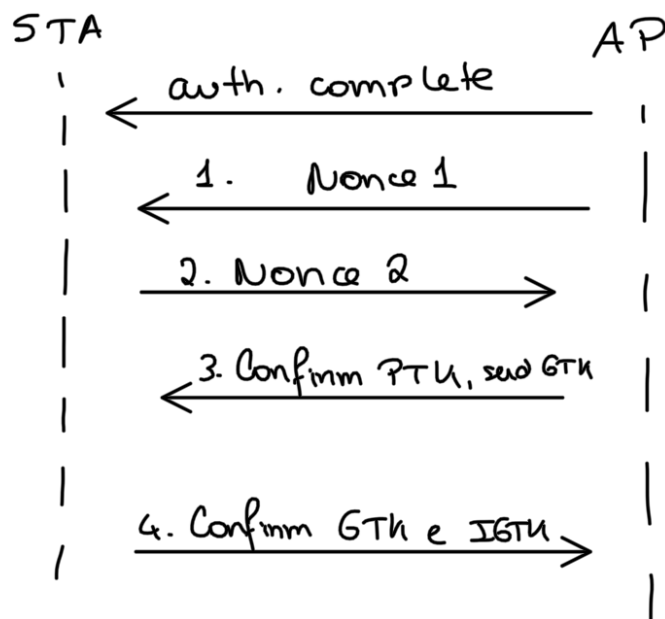 STA
AP
auth. complete
1. Nonce 1
2. Nonce 2
3. Confirm PTK, send GTK
4. Confirm GTK e IGTK